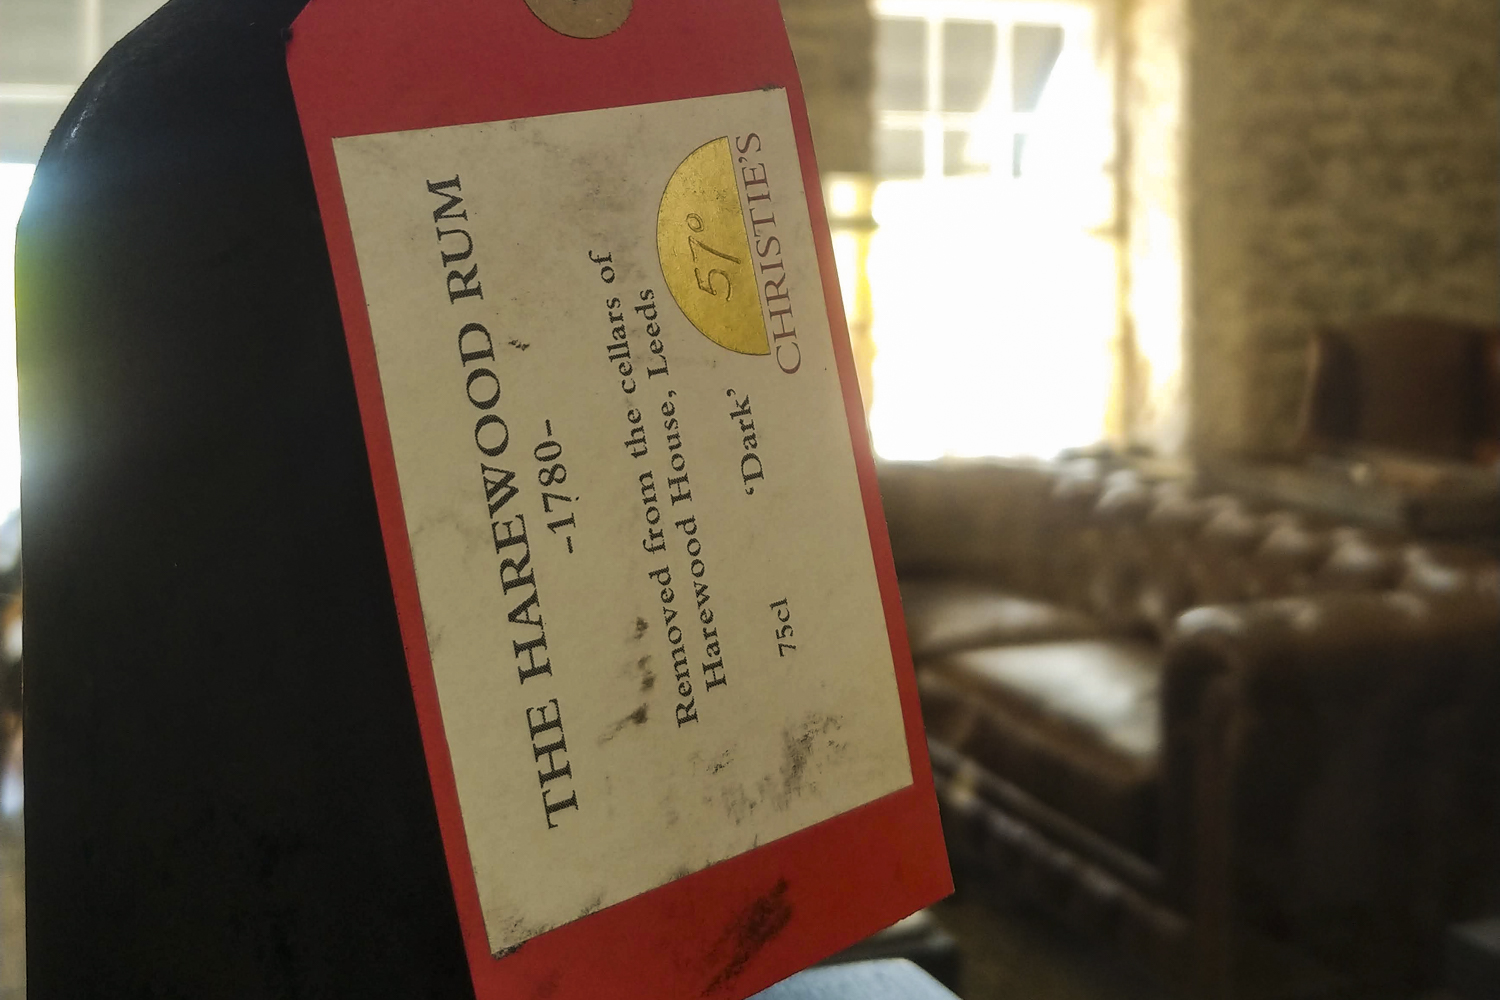 THE HAREWOOD RUM
-1780-
Removed from the cellars of
Harewood House, Leeds
'Dark'
75cl
57°
CHRISTIE'S